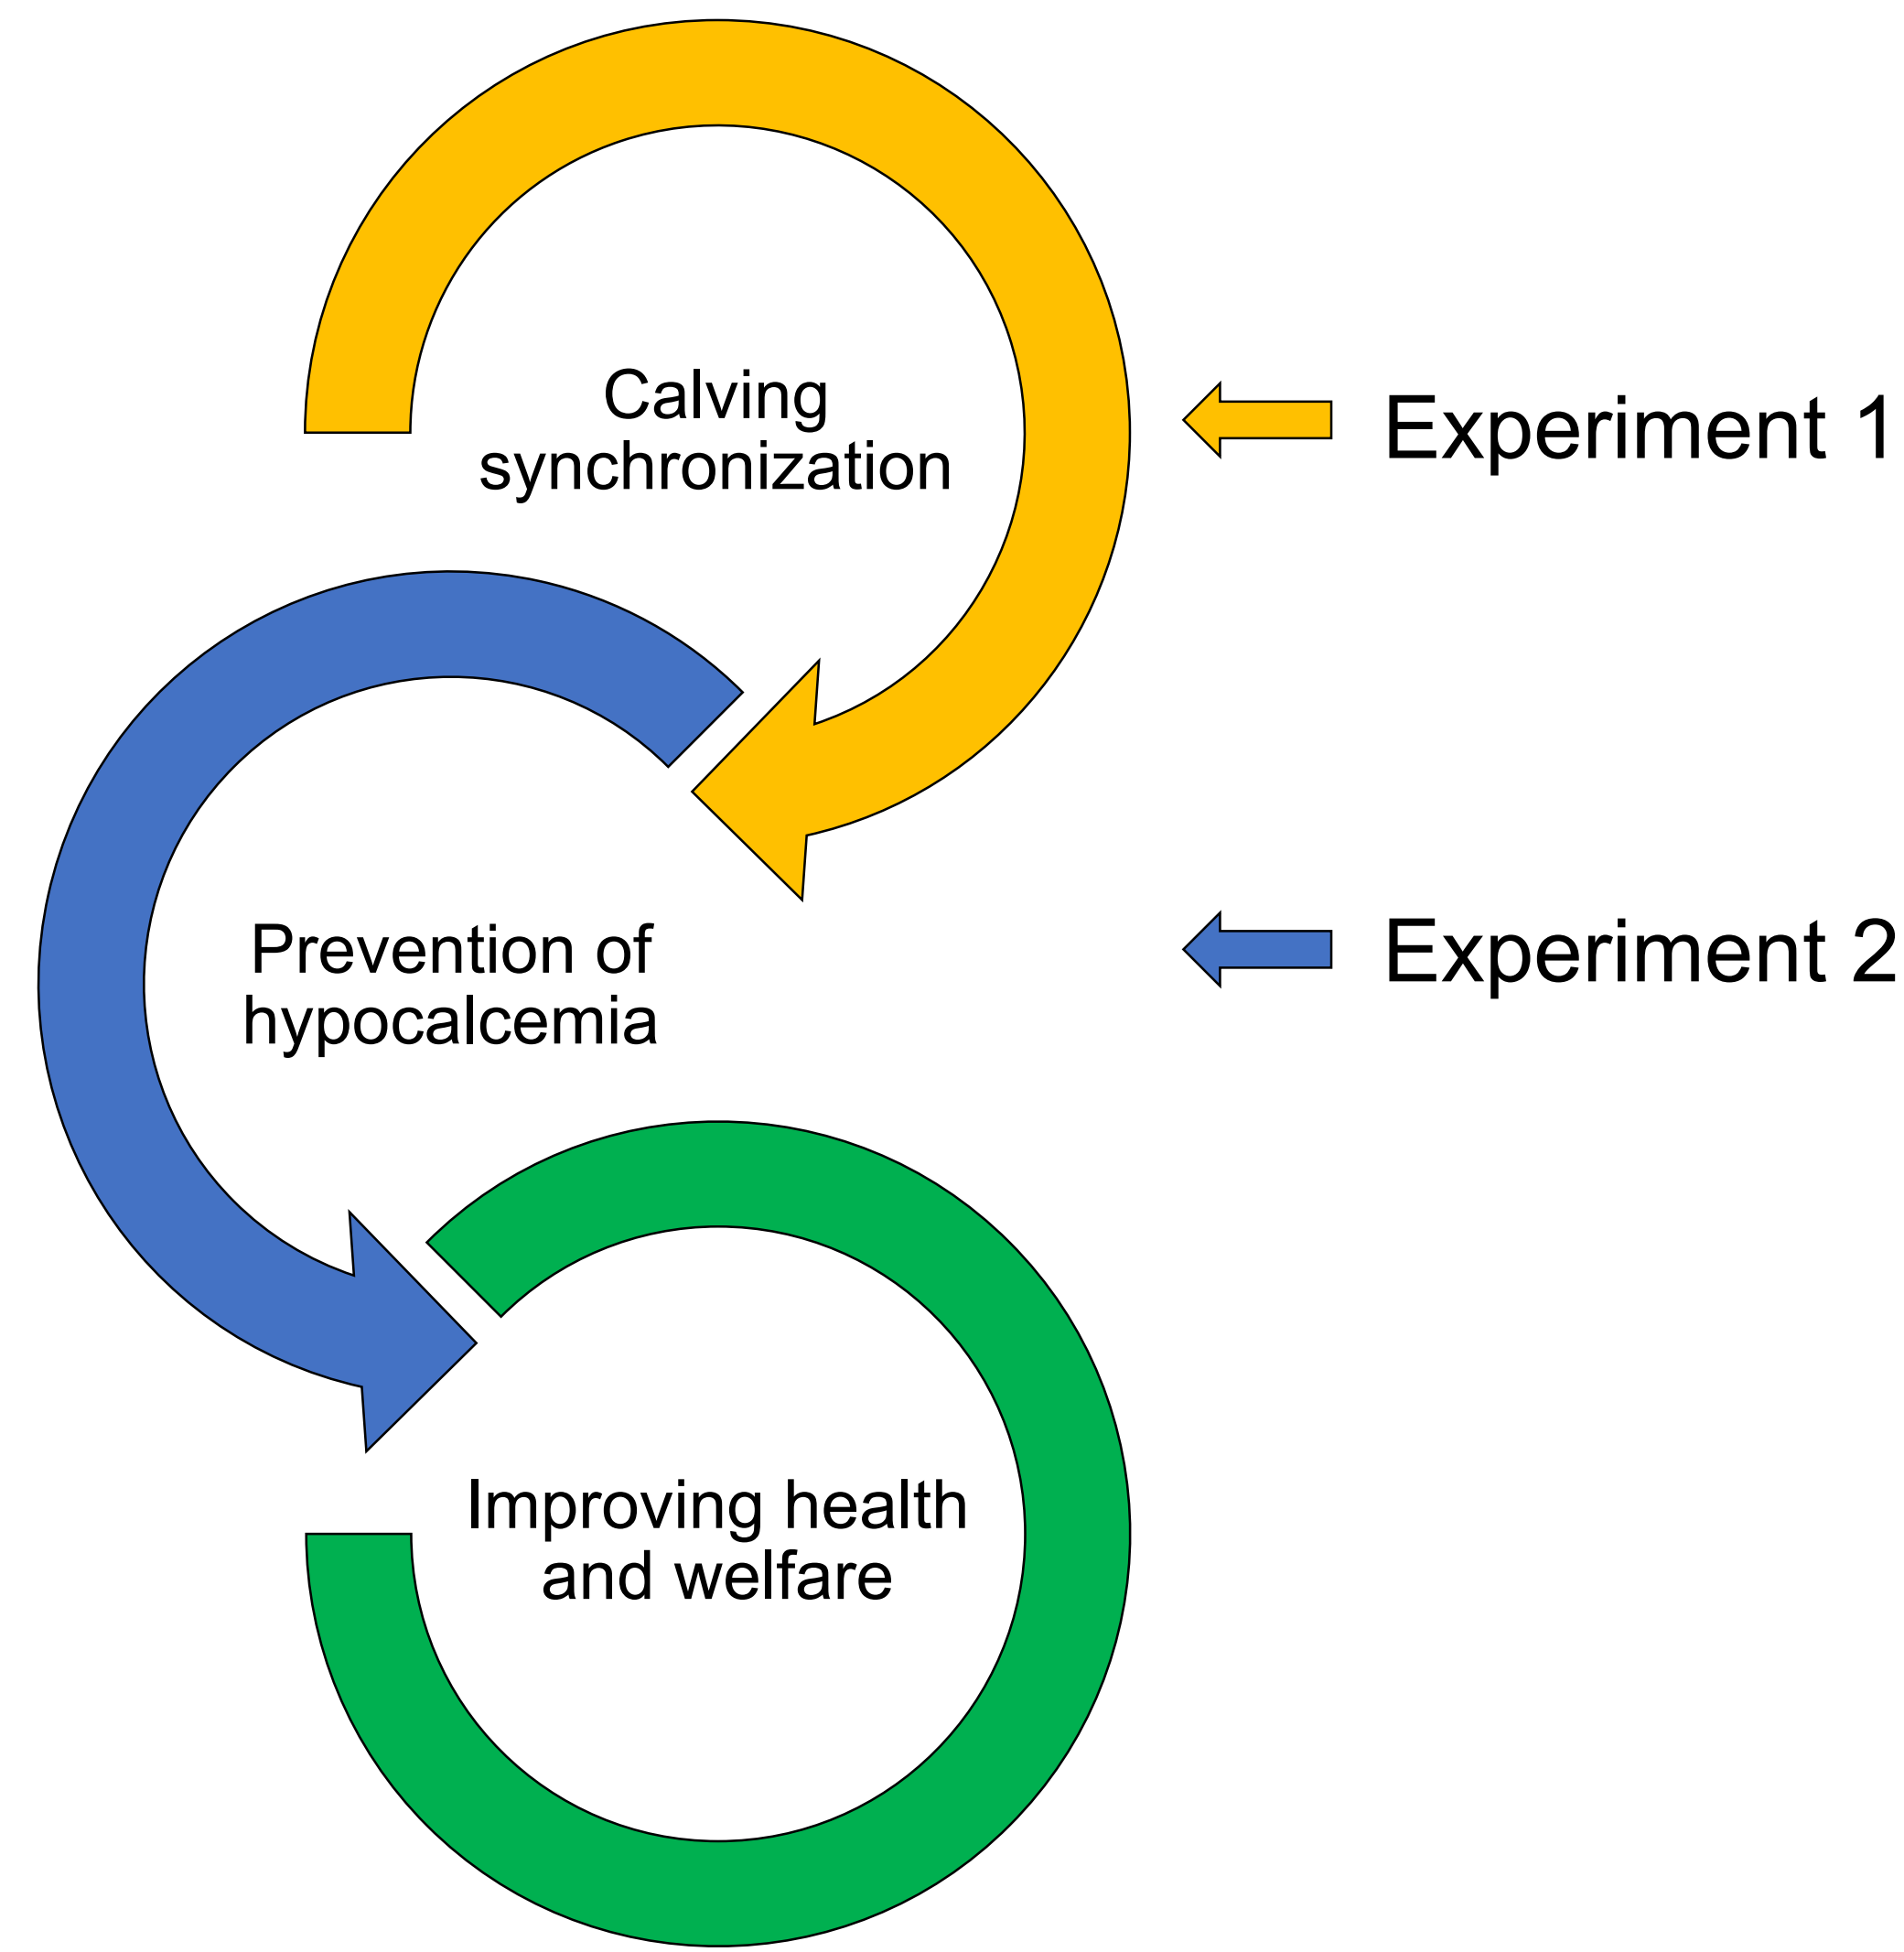 Calving
synchronization
Experiment 1
Prevention of
hypocalcemia
Experiment 2
Improving health
and welfare